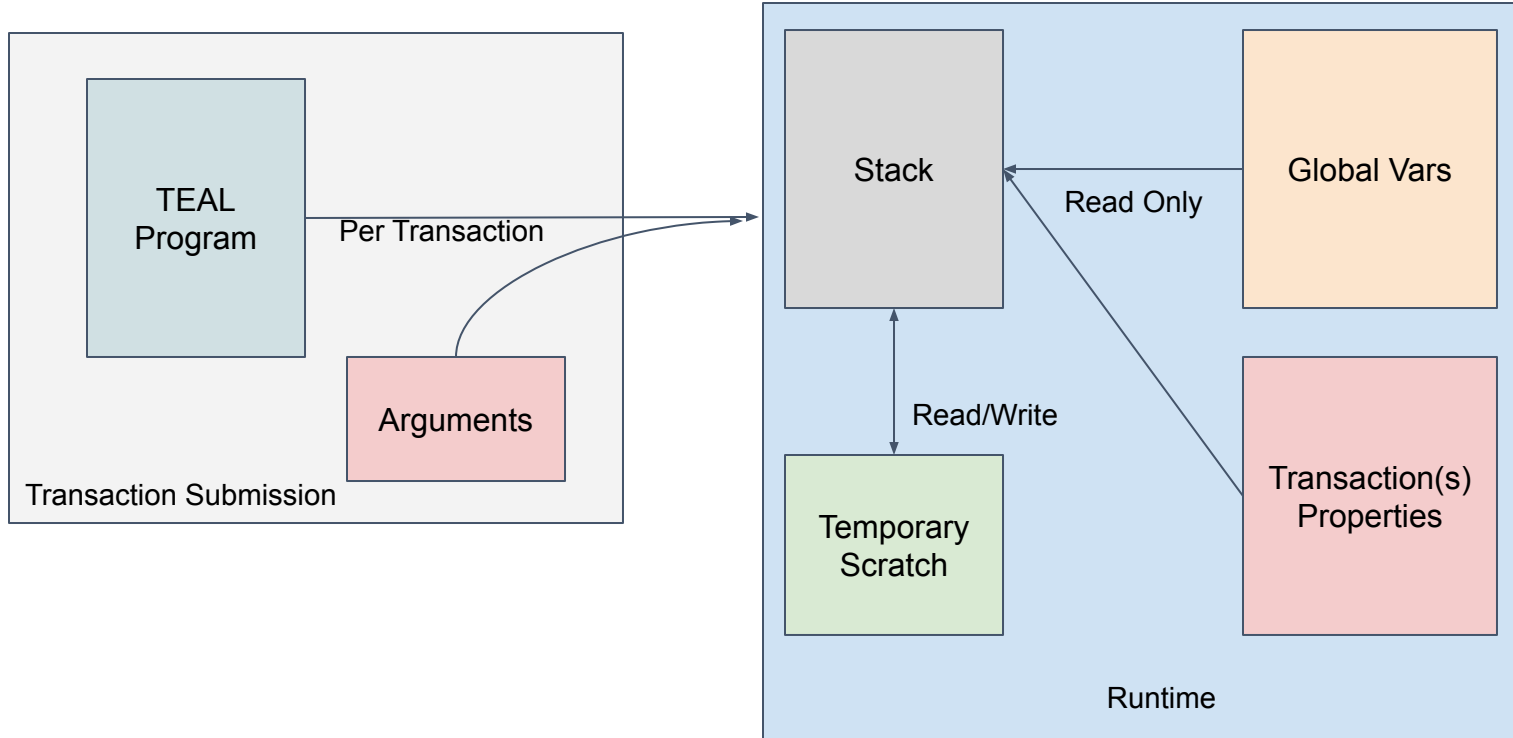 TEAL
Program
Per Transaction
Arguments
Transaction Submission
Stack
Global Vars
Read Only
Read/Write
Temporary
Scratch
Transaction(s)
Properties
Runtime